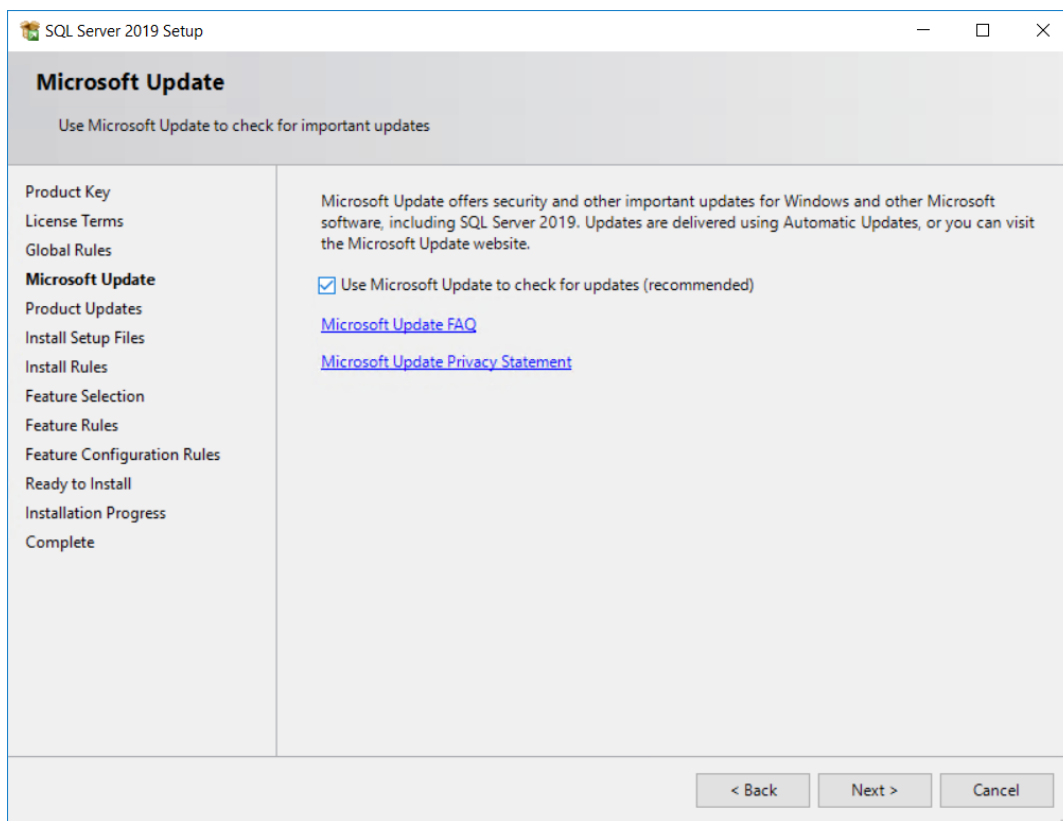 SQL Server 2019 Setup
Microsoft Update
Use Microsoft Update to check for important updates
Product Key
License Terms
Global Rules
Microsoft Update
Product Updates
Install Setup Files
Install Rules
Feature Selection
Feature Rules
Feature Configuration Rules
Ready to Install
Installation Progress
Complete
Microsoft Update offers security and other important updates for Windows and other Microsoft
software, including SQL Server 2019. Updates are delivered using Automatic Updates, or you can visit
the Microsoft Update website.
Use Microsoft Update to check for updates (recommended)
Microsoft Update FAQ
Microsoft Update Privacy Statement
< Back
Next >
Cancel